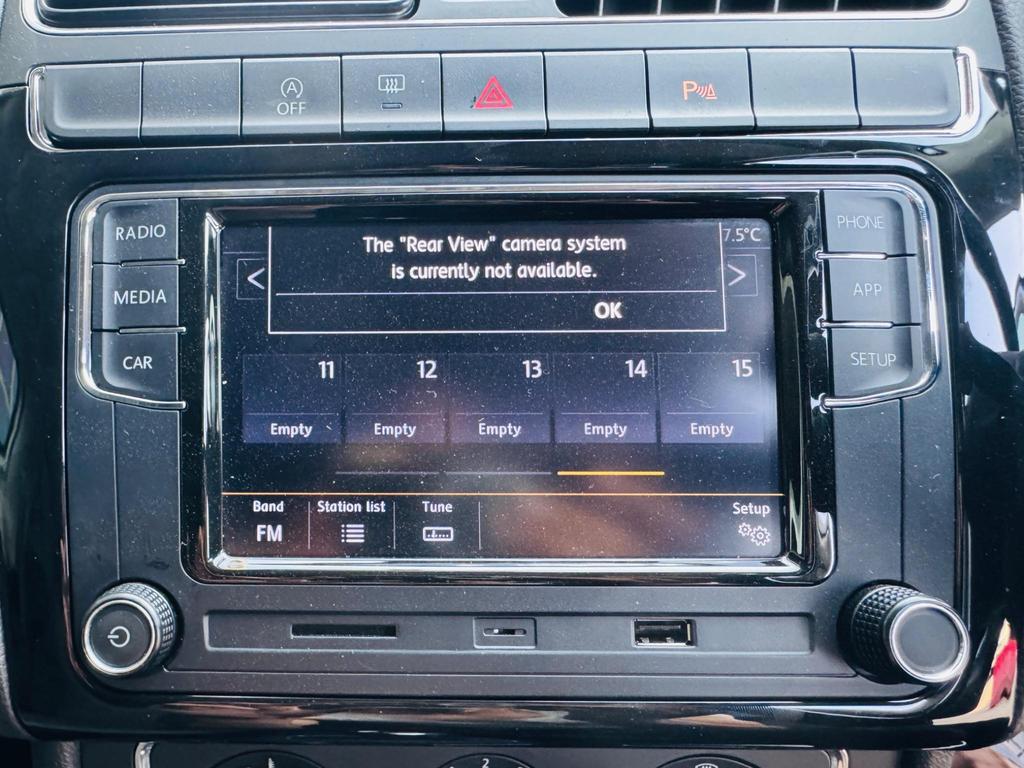 A
OFF
P
RADIO
MEDIA
CAR
PHONE
APP
SETUP
The "Rear View" camera system
is currently not available.
OK
7.5°C
<
>
11 12 13 14 15
Empty Empty Empty Empty Empty
Band Station list Tune Setup
FM
2